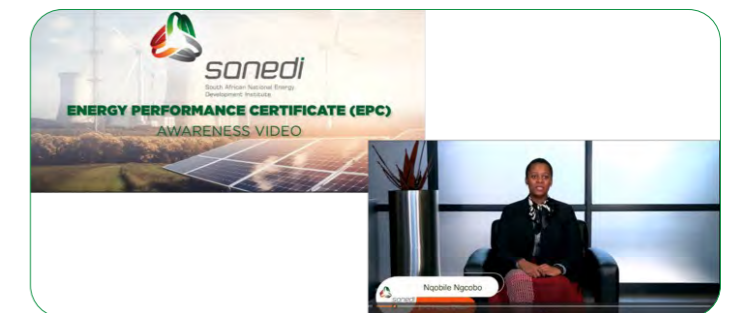 sanedi
South African National Energy
Development Institute
ENERGY PERFORMANCE CERTIFICATE (EPC)
AWARENESS VIDEO
Nqobile Ngcobo
sanedi